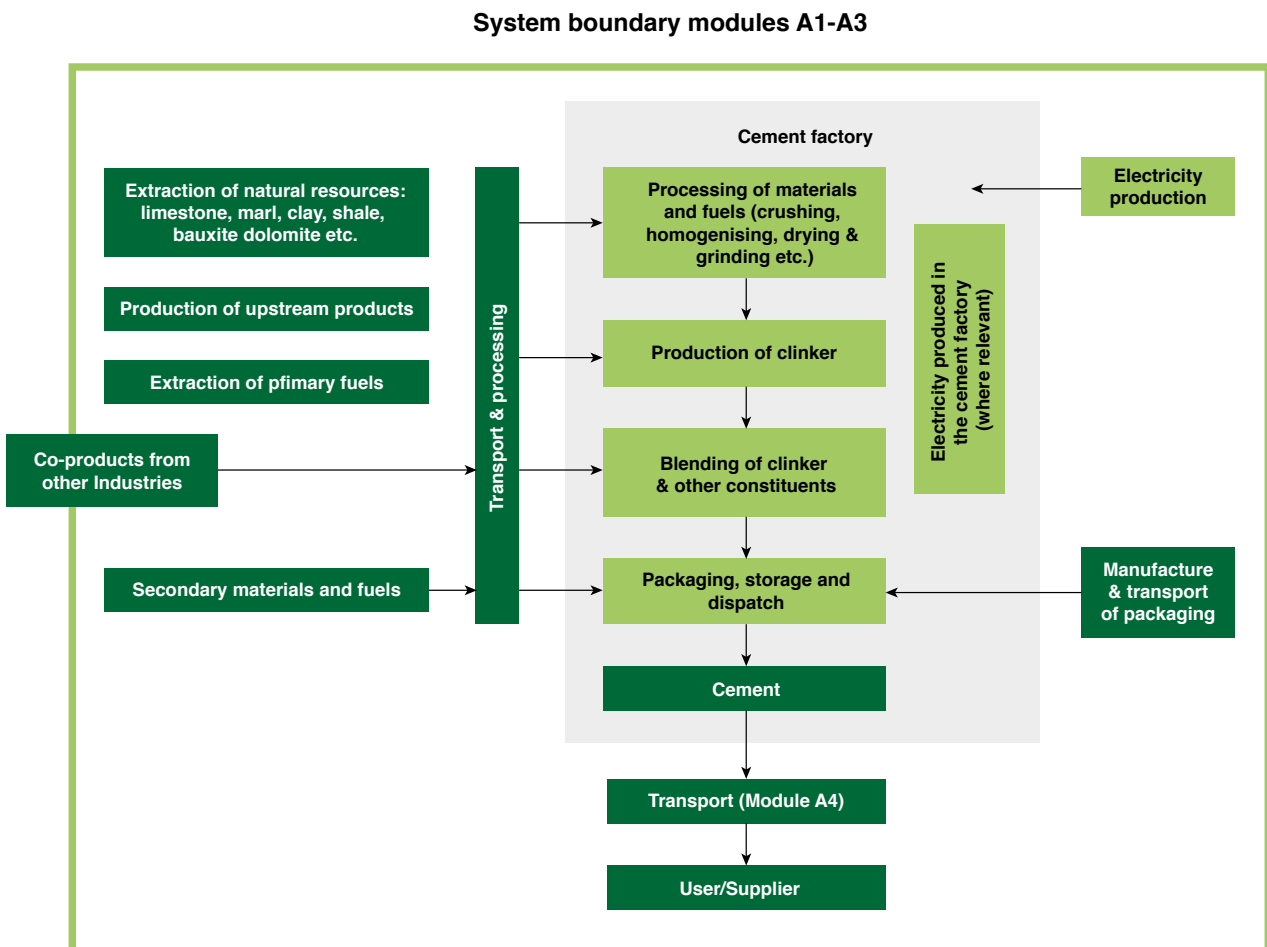 System boundary modules A1-A3
Cement factory
Extraction of natural resources:
limestone, marl, clay, shale,
bauxite dolomite etc.
Production of upstream products
Extraction of pfimary fuels
Co-products from
other Industries
Secondary materials and fuels
Transport & processing
Processing of materials
and fuels (crushing,
homogenising, drying &
grinding etc.)
Production of clinker
Blending of clinker
& other constituents
Packaging, storage and
dispatch
Cement
Transport (Module A4)
User/Supplier
Electricity produced in
the cement factory
(where relevant)
Electricity
production
Manufacture
& transport
of packaging